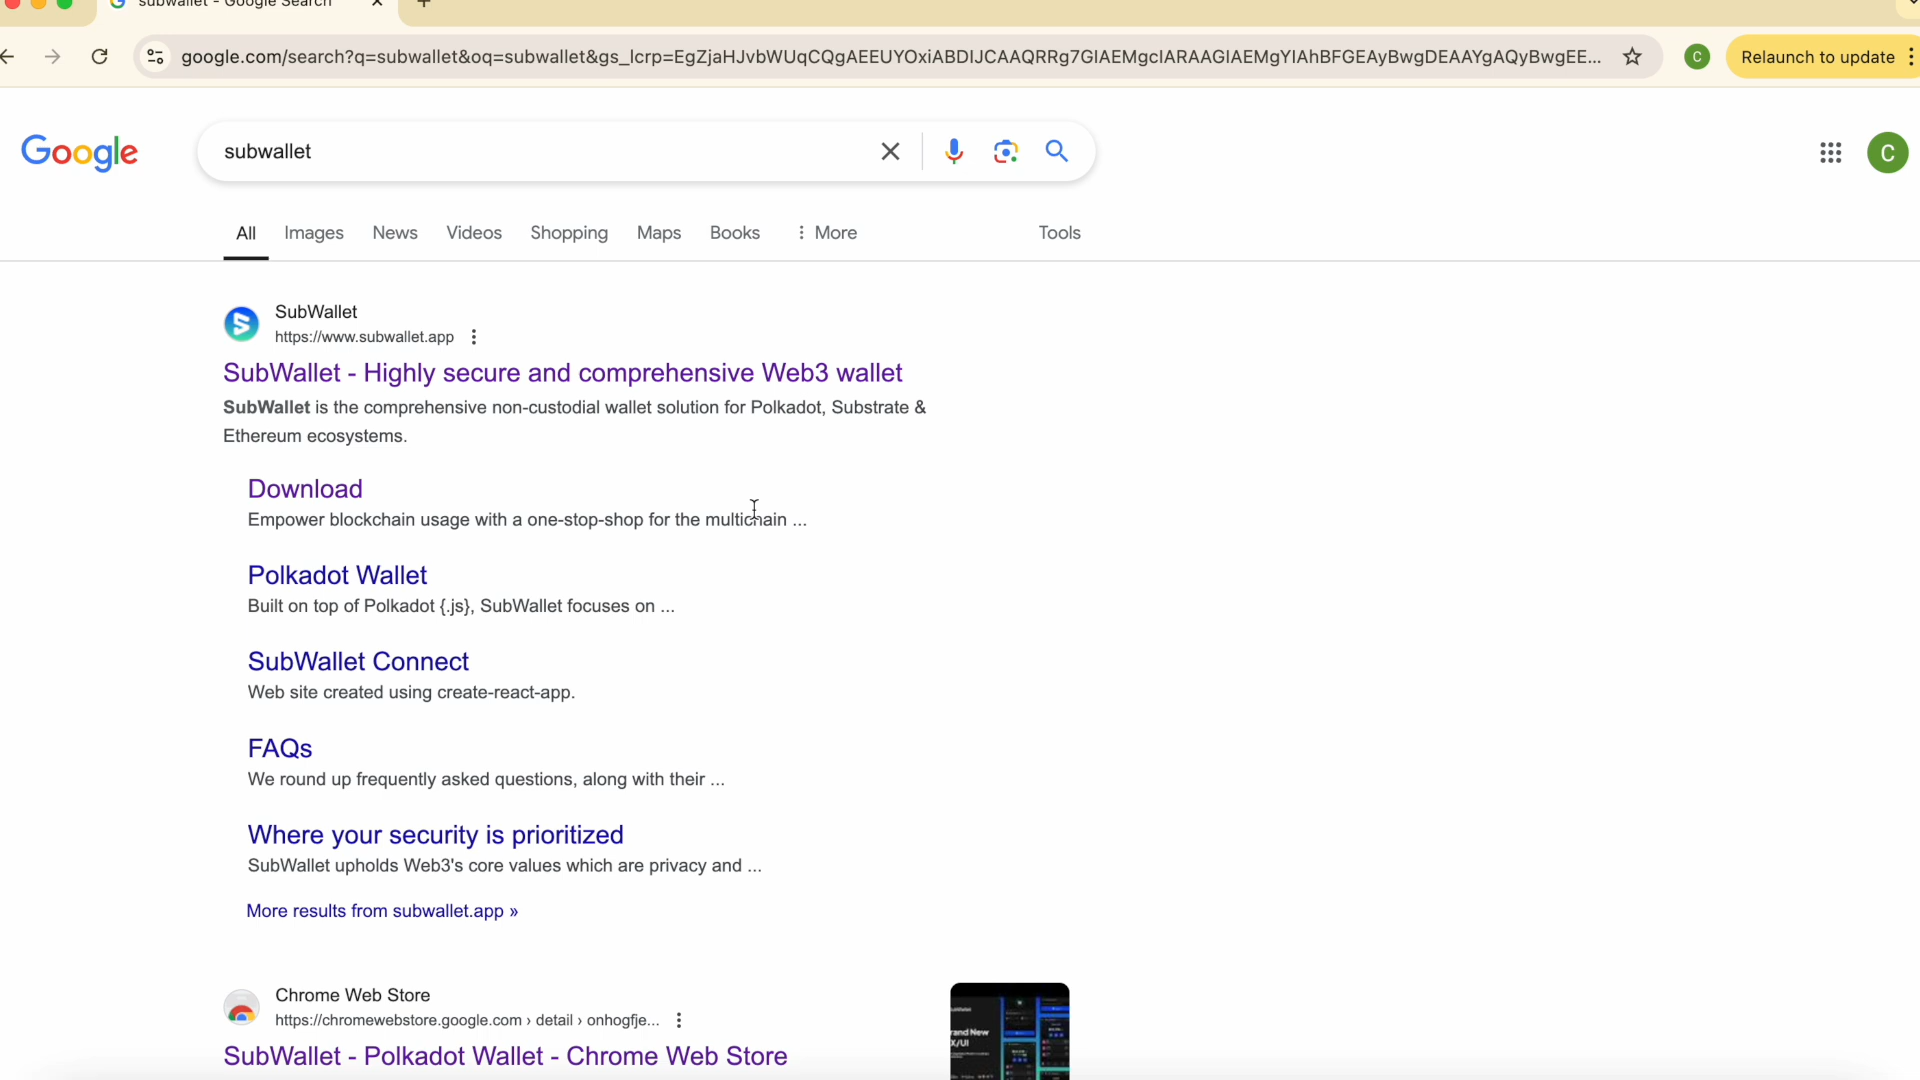 subwallet - Google Search
google.com/search?q=subwallet&oq=subwallet&gs_lcrp=EgZjaHJvbWUqCQgAEEUYOxiABDIJCAAQRRg7GIAEMgcIARAAGIAEMgYIAhBFGEAyBwgDEAAYgAQyBwgEE...
C
Relaunch to update
Google
subwallet
C
All Images News Videos Shopping Maps Books More Tools
SubWallet
https://www.subwallet.app
SubWallet - Highly secure and comprehensive Web3 wallet
SubWallet is the comprehensive non-custodial wallet solution for Polkadot, Substrate &
Ethereum ecosystems.
Download
Empower blockchain usage with a one-stop-shop for the multichain ...
Polkadot Wallet
Built on top of Polkadot {.js}, SubWallet focuses on ...
SubWallet Connect
Web site created using create-react-app.
FAQs
We round up frequently asked questions, along with their ...
Where your security is prioritized
SubWallet upholds Web3's core values which are privacy and ...
More results from subwallet.app »
Chrome Web Store
https://chromewebstore.google.com › detail › onhogfje...
SubWallet - Polkadot Wallet - Chrome Web Store